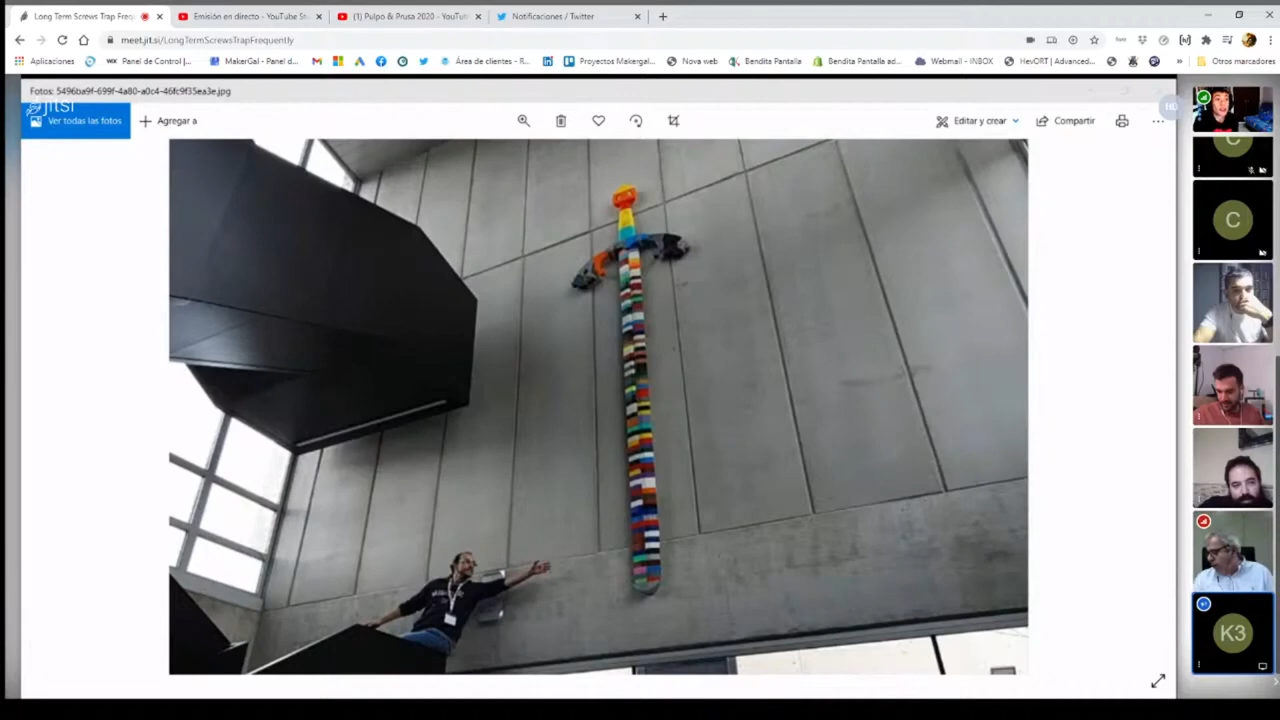 Long Term Screws Trap Freq
Emisión en directo - YouTube St
(1) Pulpo & Prusa 2020 - YouTu
Notificaciones / Twitter
meet.jit.si/LongTermScrewsTrapFrequently
Aplicaciones
Panel de Control |...
MakerGal - Panel d...
Área de clientes - R...
Proyectos Makergal...
Nova web
Bendita Pantalla
Bendita Pantalla ad...
Webmail - INBOX
HevORT | Advanced...
»
Otros marcadores
Fotos: 5496ba9f-699f-4a80-a0c4-46fc9f35ea3e.jpg
jitsi
HD
Ver todas las fotos
Agregar a
Editar y crear
Compartir
C
C
K3